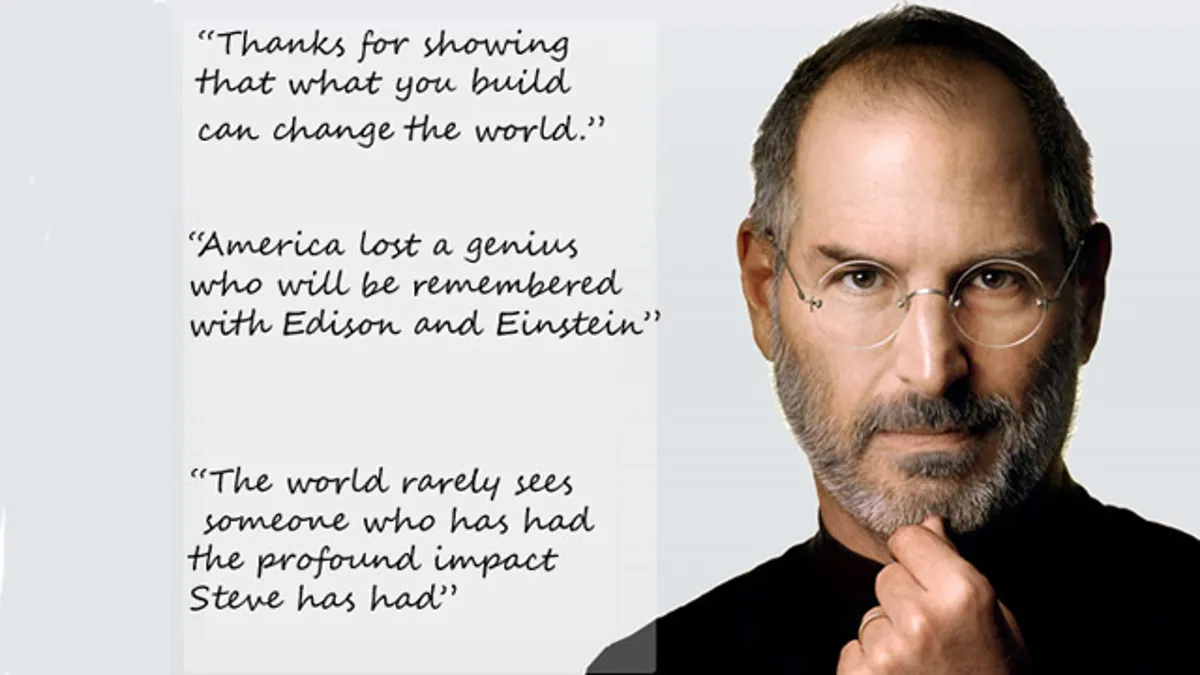 “Thanks for showing
that what you build
can change the world.”
“America lost a genius
who will be remembered
with Edison and Einstein”
“The world rarely sees
someone who has had
the profound impact
Steve has had”